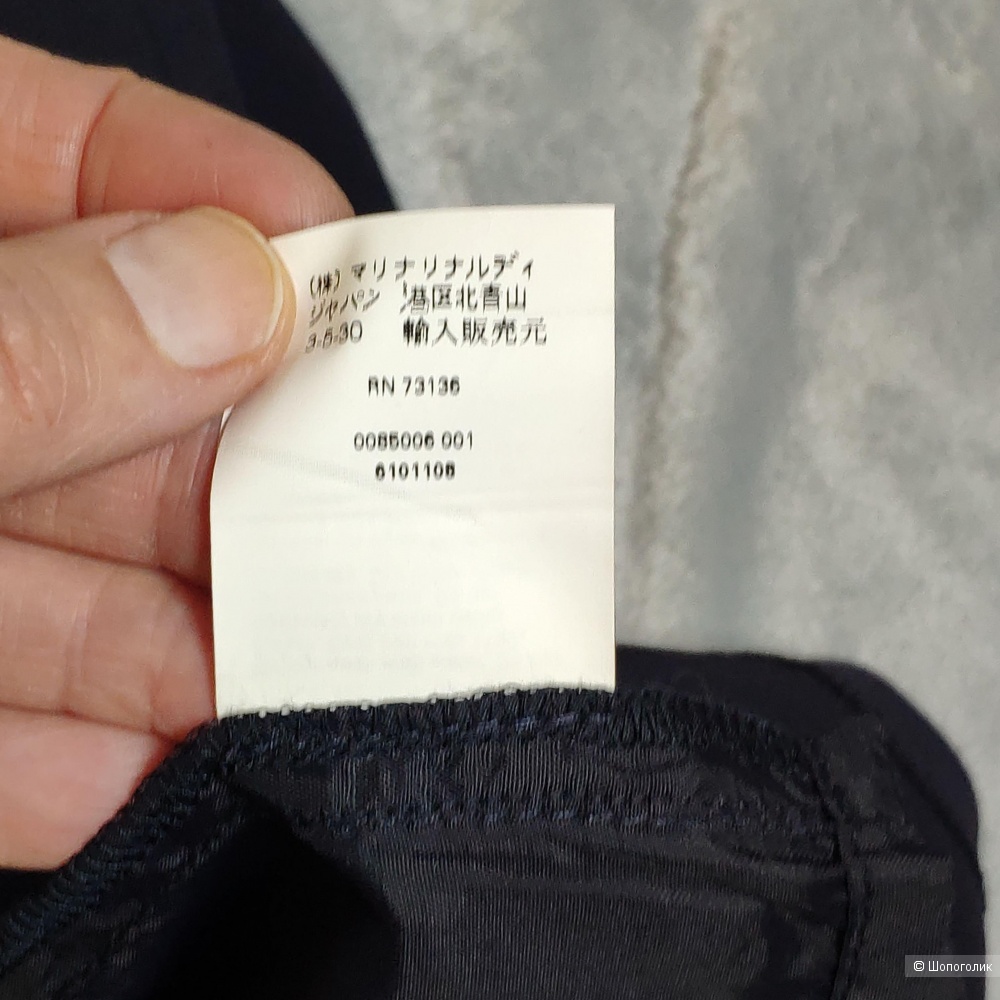 (株) マリナリナルディ
ジャパン 港区北青山
3-5-30 輸入販売元
RN 73136
0085006 001
6101106
© Шопоголик